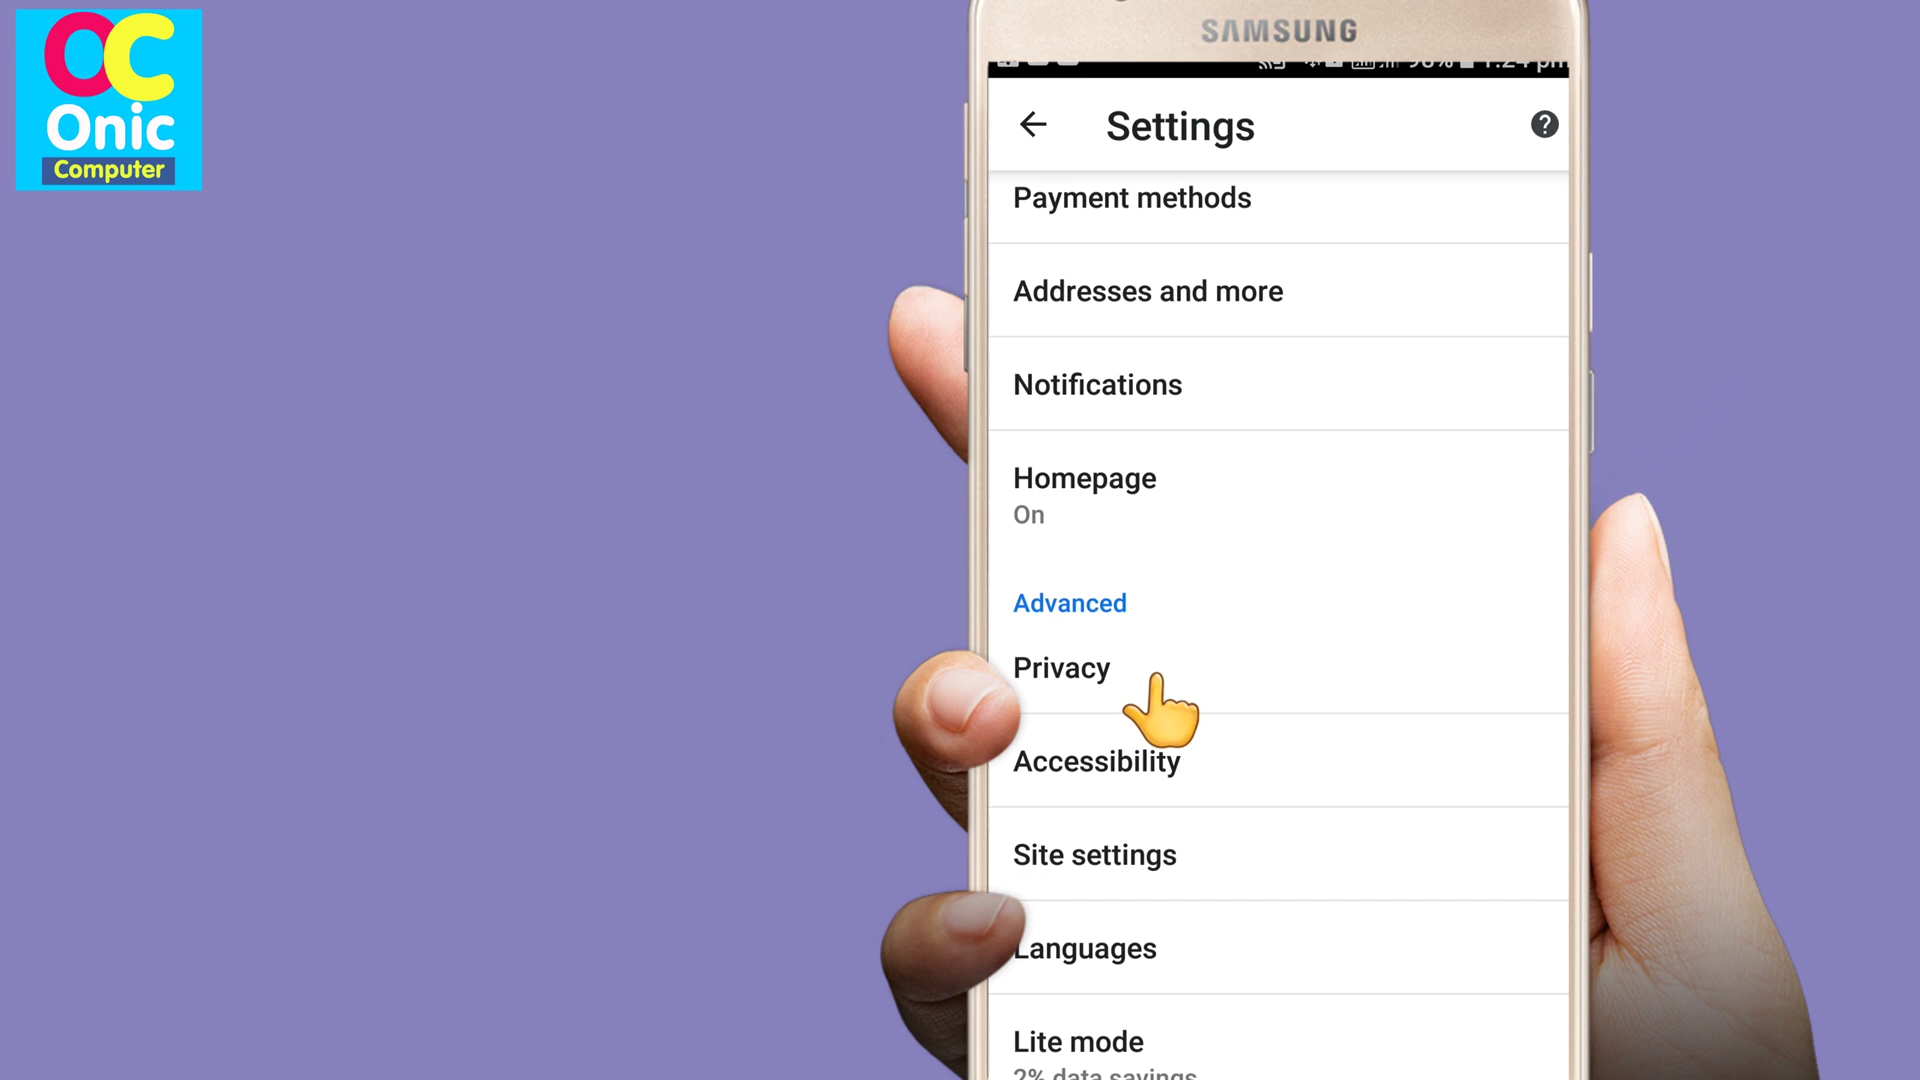 OC
Onic
Computer
SAMSUNG
Settings
Payment methods
Addresses and more
Notifications
Homepage
On
Advanced
Privacy
Accessibility
Site settings
Languages
Lite mode
2% data savings